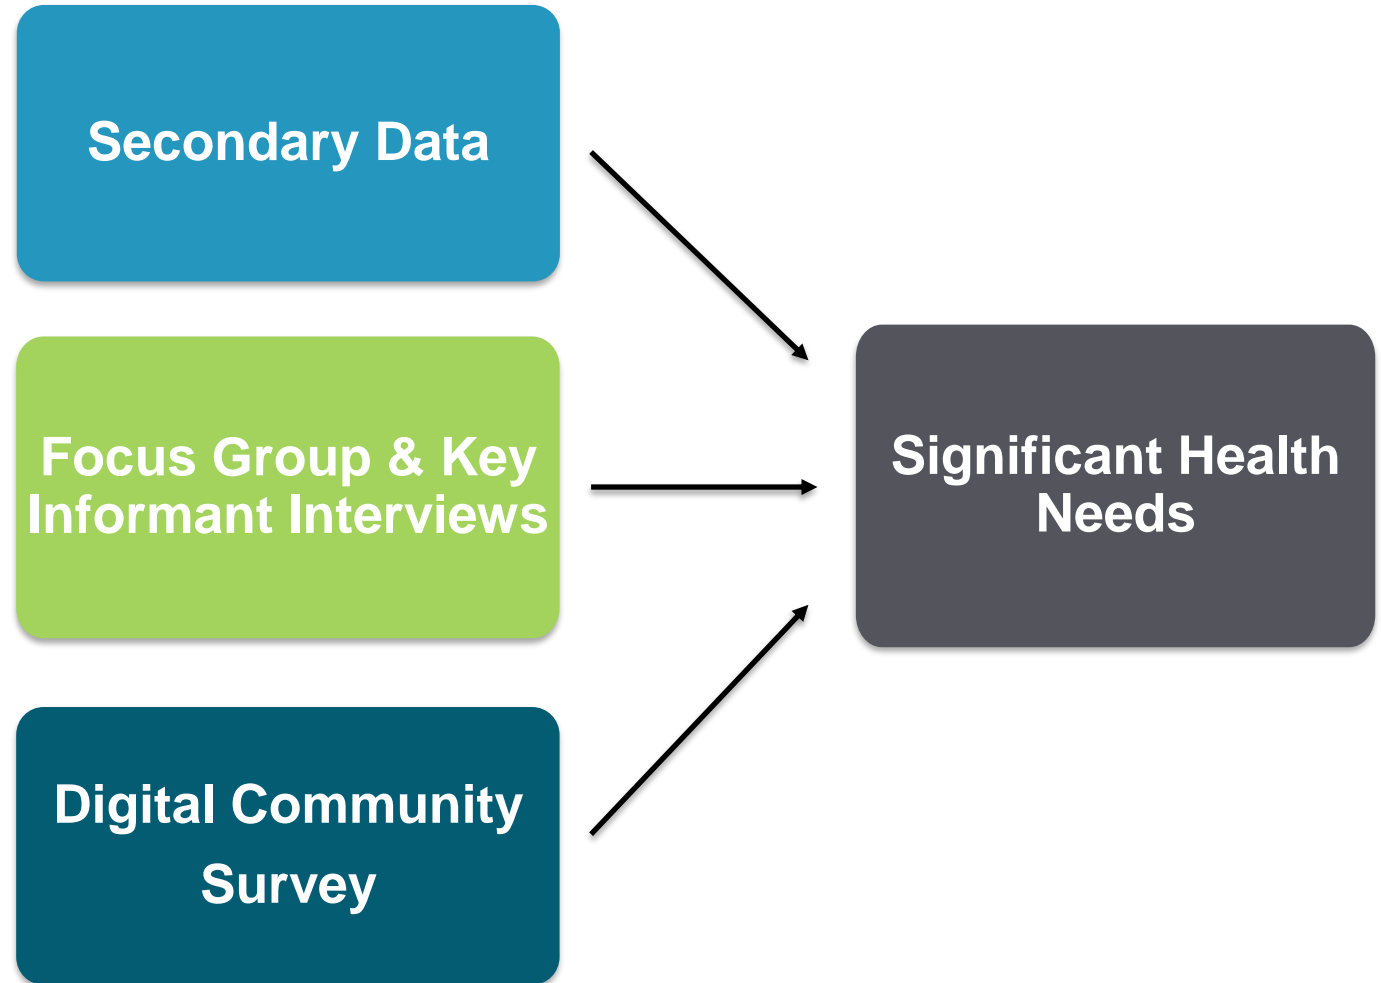 Secondary Data
Focus Group & Key
Informant Interviews
Significant Health
Needs
Digital Community
Survey